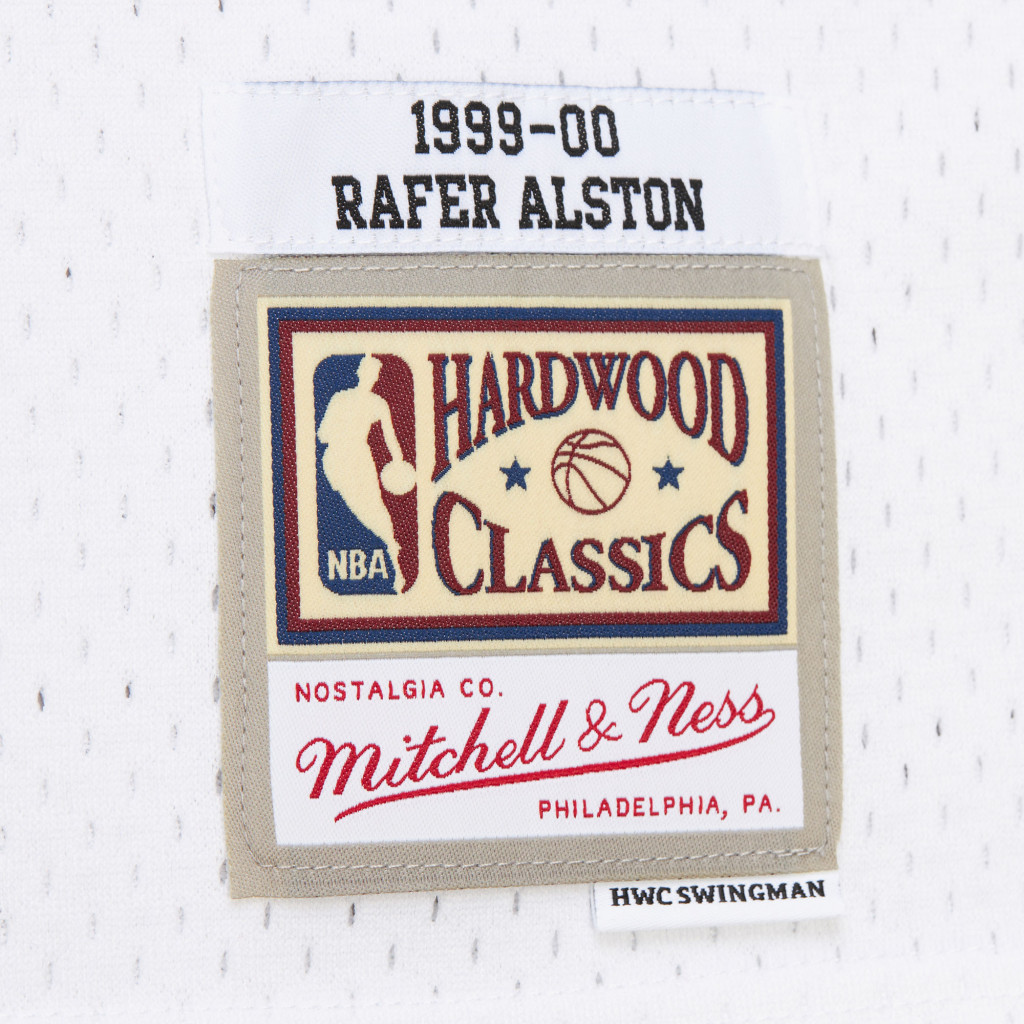 1999-00
RAFER ALSTON
HARDWOOD
CLASSICS
NBA
NOSTALGIA CO.
Mitchell & Ness
PHILADELPHIA, PA.
HWC SWINGMAN